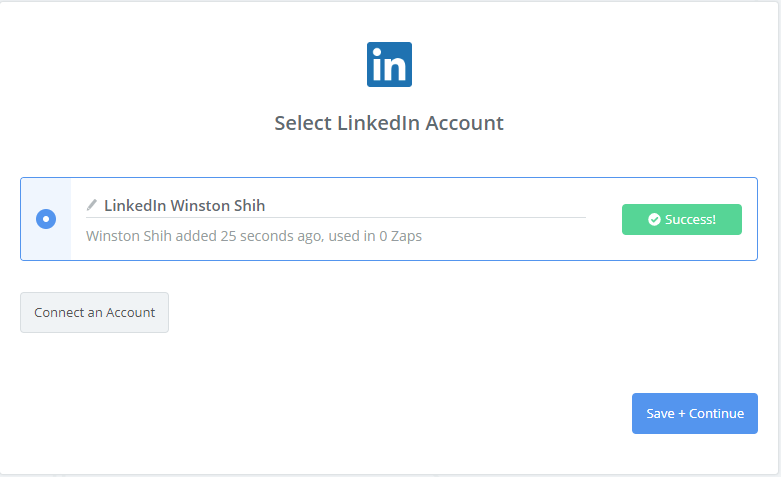 in
Select LinkedIn Account
LinkedIn Winston Shih
Success!
Winston Shih added 25 seconds ago, used in 0 Zaps
Connect an Account
Save + Continue